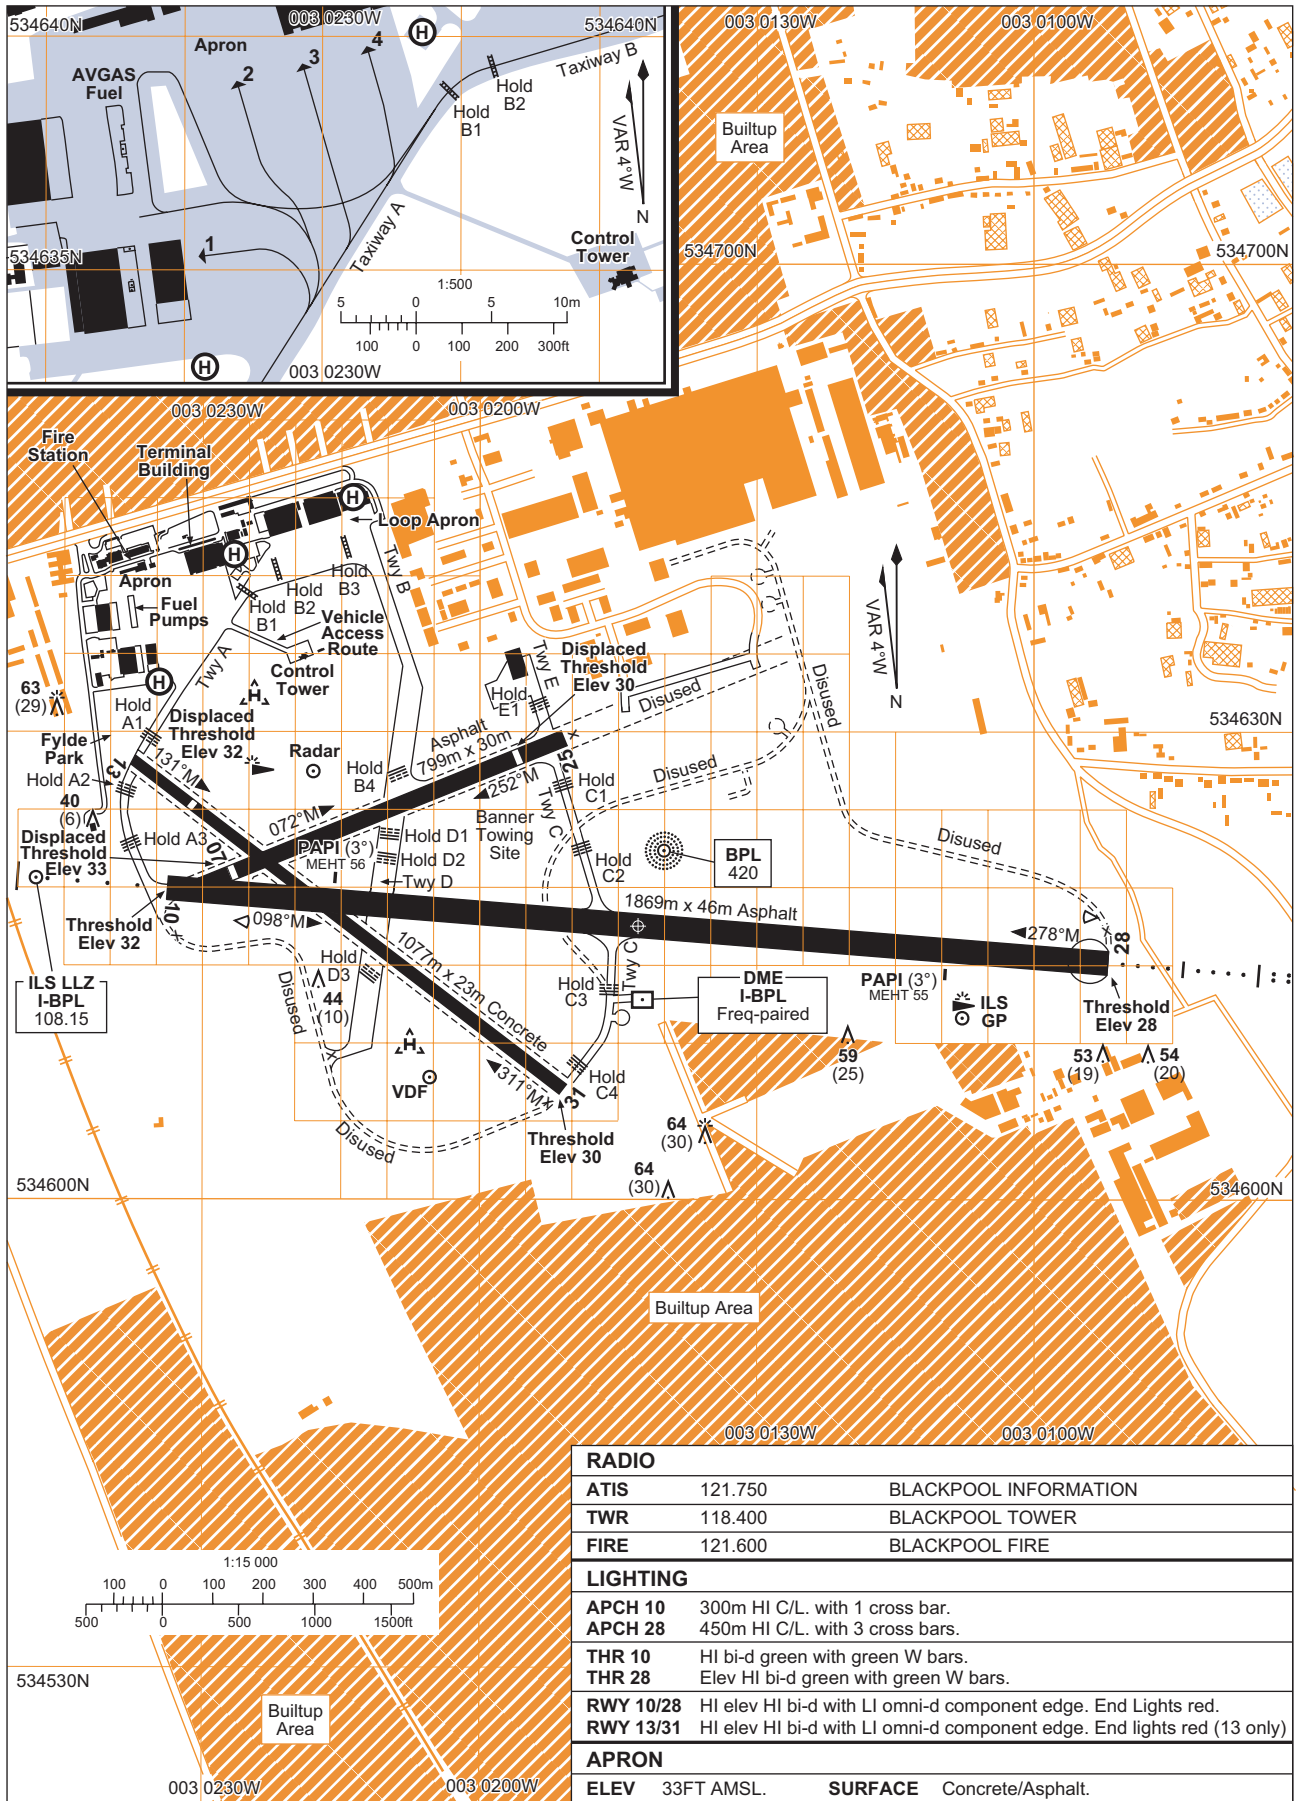 534640N
003 0230W
534640N
003 0130W
003 0100W
Apron
4
3
2
H
Taxiway B
AVGAS
Fuel
Hold
B2
Hold
B1
VAR 4°W
N
Builtup
Area
Taxiway A
Control
Tower
534635N
1
534700N
534700N
1:500
5 0 5 10m
100 0 100 200 300ft
H
003 0230W
003 0230W
003 0200W
Fire
Station
Terminal
Building
H
Loop Apron
H
Twy B
Apron
Hold
B3
Hold
B2
Hold
B1
Fuel
Pumps
Vehicle
Access
Route
Control
Tower
VAR 4°W
N
Twy A
H
H
Twy E
Displaced
Threshold
Elev 30
Hold
E1
Disused
Disused
63
(29)
Hold
A1
Displaced
Threshold
Elev 32
534630N
Fylde
Park
13
131°M
Radar
Asphalt
799m x 30m
25
Disused
Hold A2
Hold
B4
252°M
Hold
C1
40
(6)
072°M
Banner
Towing
Site
Twy C
Disused
Displaced
Threshold
Elev 33
Hold A3
07
PAPI (3°)
MEHT 56
Hold D1
Hold D2
Twy D
Hold
C2
BPL
420
1869m x 46m Asphalt
Threshold
Elev 32
10
098°M
278°M
28
1077m x 23m Concrete
Twy C
ILS LLZ
I-BPL
108.15
Hold
D3
Disused
44
(10)
Hold
C3
DME
I-BPL
Freq-paired
PAPI (3°)
MEHT 55
ILS
GP
Threshold
Elev 28
H
VDF
59
(25)
53
(19)
54
(20)
Hold
C4
311°M
31
Disused
Threshold
Elev 30
64
(30)
64
(30)
534600N
534600N
Builtup Area
003 0130W
003 0100W
RADIO
ATIS 121.750 BLACKPOOL INFORMATION
TWR 118.400 BLACKPOOL TOWER
FIRE 121.600 BLACKPOOL FIRE
1:15 000
100 0 100 200 300 400 500m
500 0 500 1000 1500ft
LIGHTING
APCH 10 300m HI C/L. with 1 cross bar.
APCH 28 450m HI C/L. with 3 cross bars.
THR 10 HI bi-d green with green W bars.
THR 28 Elev HI bi-d green with green W bars.
RWY 10/28 HI elev HI bi-d with LI omni-d component edge. End Lights red.
RWY 13/31 HI elev HI bi-d with LI omni-d component edge. End lights red (13 only)
534530N
Builtup
Area
APRON
003 0230W
003 0200W
ELEV 33FT AMSL. SURFACE Concrete/Asphalt.